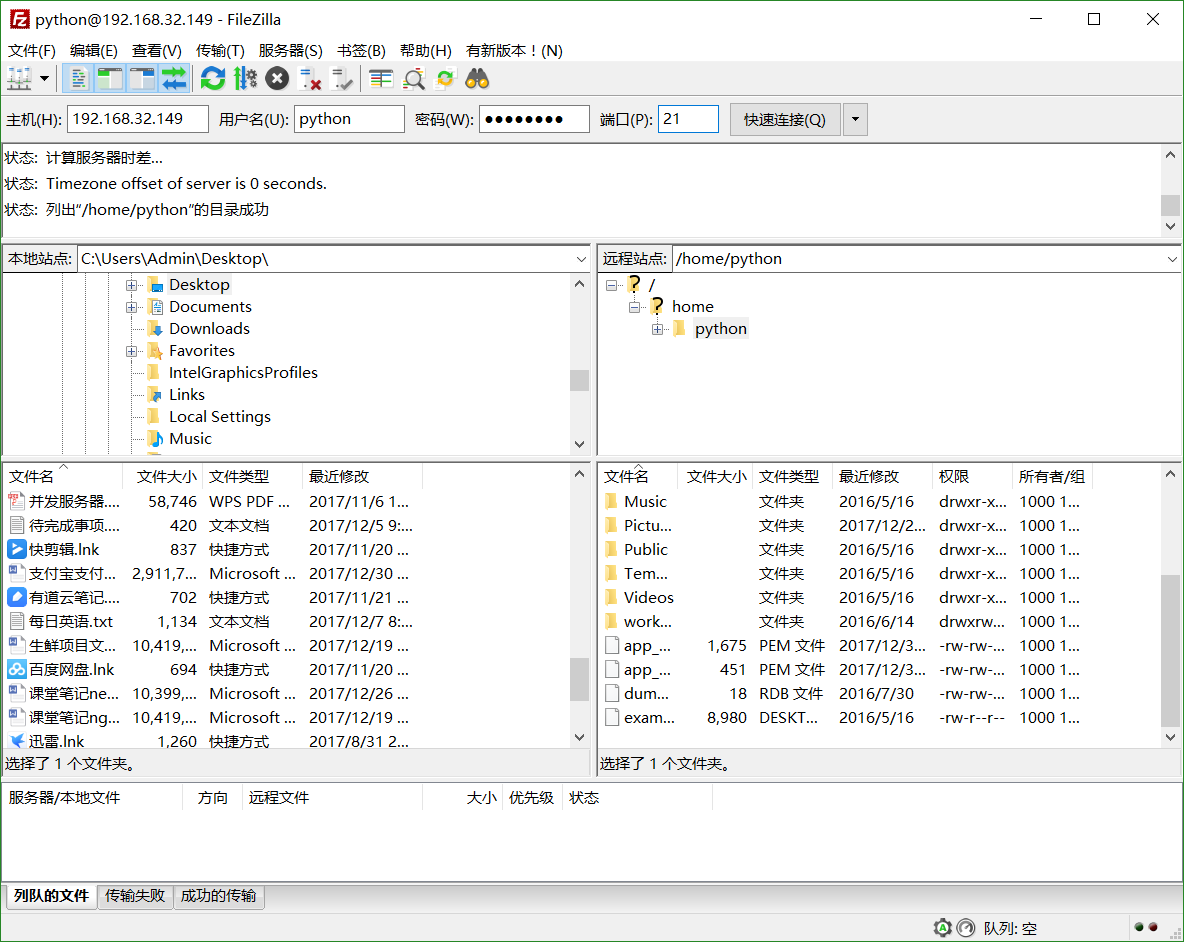 python@192.168.32.149 - FileZilla
文件(F) 编辑(E) 查看(V) 传输(T) 服务器(S) 书签(B) 帮助(H) 有新版本！(N)
主机(H): 192.168.32.149 用户名(U): python 密码(W): ●●●●●●●● 端口(P): 21 快速连接(Q)
状态: 计算服务器时差...
状态: Timezone offset of server is 0 seconds.
状态: 列出“/home/python”的目录成功
本地站点: C:\Users\Admin\Desktop\
Desktop
Documents
Downloads
Favorites
IntelGraphicsProfiles
Links
Local Settings
Music
远程站点: /home/python
/
home
python
文件名 文件大小 文件类型 最近修改
并发服务器.... 58,746 WPS PDF ... 2017/11/6 1...
待完成事项.... 420 文本文档 2017/12/5 9:...
快剪辑.lnk 837 快捷方式 2017/11/20 ...
支付宝支付... 2,911,7... Microsoft ... 2017/12/30 ...
有道云笔记.... 702 快捷方式 2017/11/21 ...
每日英语.txt 1,134 文本文档 2017/12/7 8:...
生鲜项目文... 10,419,... Microsoft ... 2017/12/19 ...
百度网盘.lnk 694 快捷方式 2017/11/20 ...
课堂笔记ne... 10,399,... Microsoft ... 2017/12/26 ...
课堂笔记ng... 10,419,... Microsoft ... 2017/12/19 ...
迅雷.lnk 1,260 快捷方式 2017/8/31 2...
选择了 1 个文件夹。
文件名 文件大小 文件类型 最近修改 权限 所有者/组
Music 文件夹 2016/5/16 drwxr-x... 1000 1...
Pictu... 文件夹 2017/12/2... drwxr-x... 1000 1...
Public 文件夹 2016/5/16 drwxr-x... 1000 1...
Tem... 文件夹 2016/5/16 drwxr-x... 1000 1...
Videos 文件夹 2016/5/16 drwxr-x... 1000 1...
work... 文件夹 2016/6/14 drwxrw... 1000 1...
app_... 1,675 PEM 文件 2017/12/3... -rw-rw-... 1000 1...
app_... 451 PEM 文件 2017/12/3... -rw-rw-... 1000 1...
dum... 18 RDB 文件 2016/7/30 -rw-rw-... 1000 1...
exam... 8,980 DESKT... 2016/5/16 -rw-r--r-- 1000 1...
选择了 1 个文件夹。
服务器/本地文件 方向 远程文件 大小 优先级 状态
列队的文件 传输失败 成功的传输
队列: 空